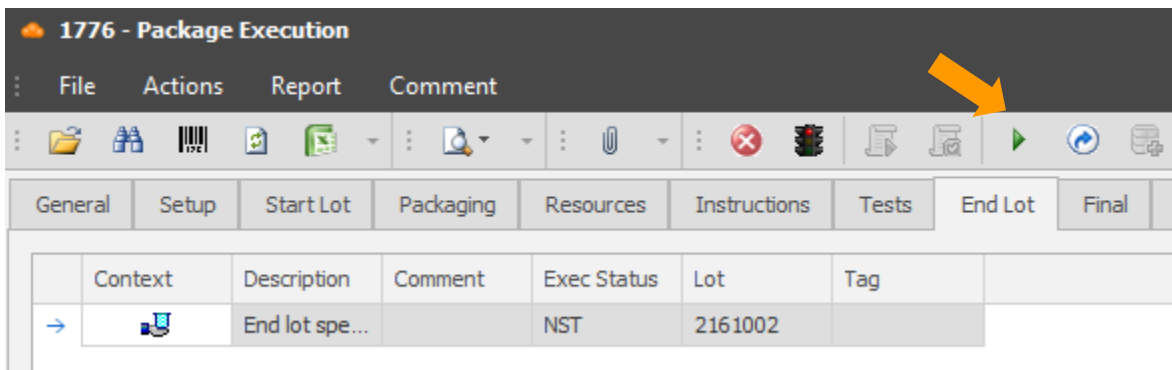 1776 - Package Execution
File Actions Report Comment
General Setup Start Lot Packaging Resources Instructions Tests End Lot Final
Context Description Comment Exec Status Lot Tag
End lot spe... NST 2161002